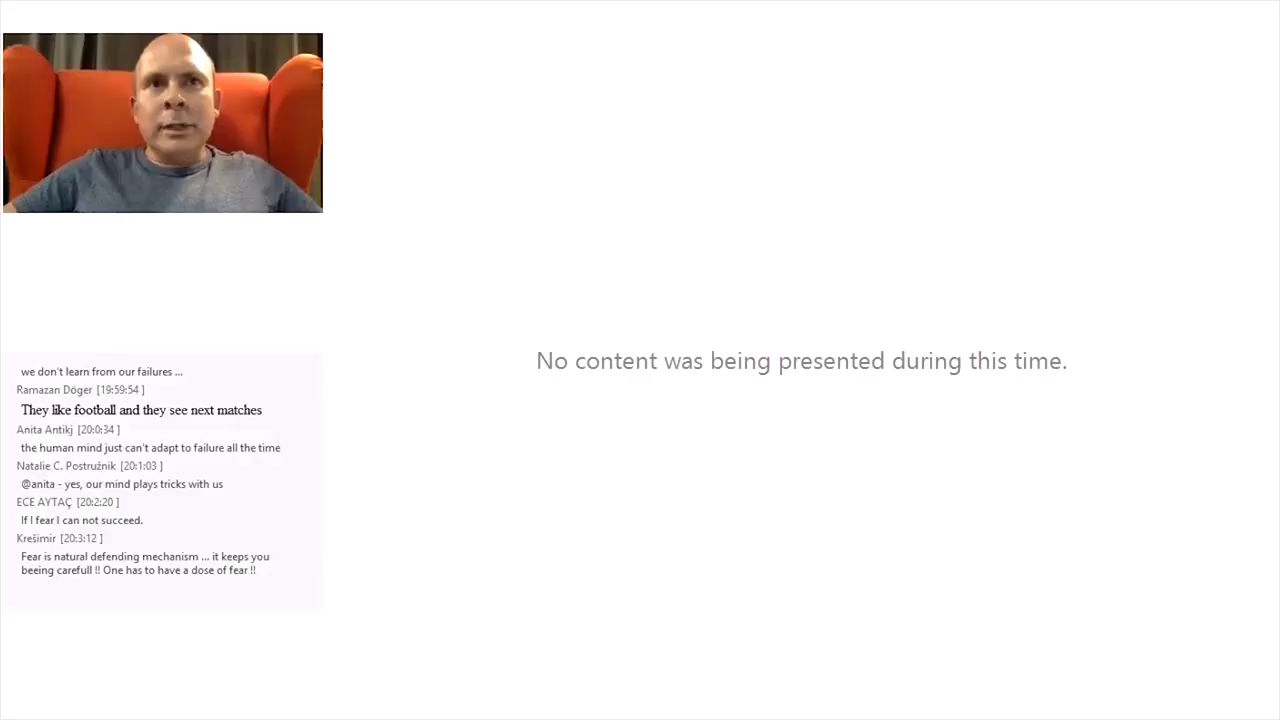 we don't learn from our failures ...
Ramazan Döger [19:59:54 ]
They like football and they see next matches
Anita Antikj [20:0:34 ]
the human mind just can't adapt to failure all the time
Natalie C. Postružnik [20:1:03 ]
@anita - yes, our mind plays tricks with us
ECE AYTAÇ [20:2:20 ]
If I fear I can not succeed.
Krešimir [20:3:12 ]
Fear is natural defending mechanism ... it keeps you
beeing carefull !! One has to have a dose of fear !!
No content was being presented during this time.